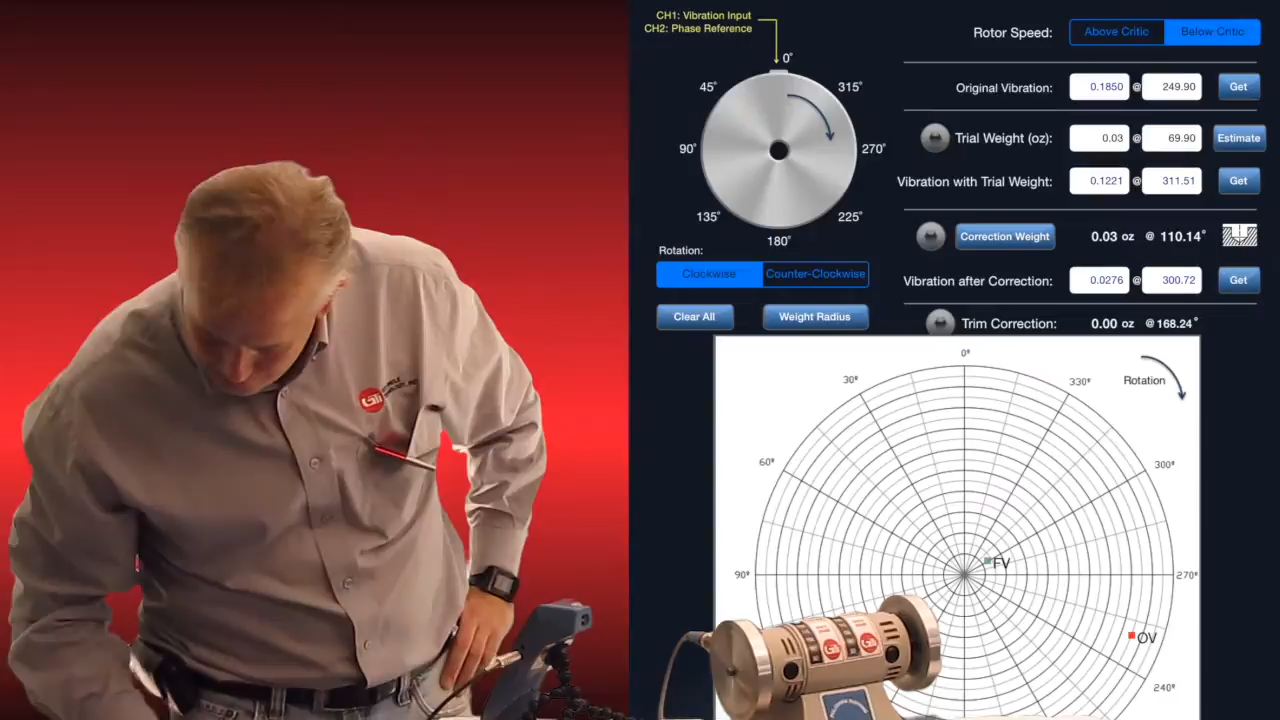 CH1: Vibration Input
CH2: Phase Reference
0°
45°
315°
90°
270°
135°
225°
180°
Rotation:
Clockwise
Counter-Clockwise
Clear All
Weight Radius
Rotor Speed:
Above Critic
Below Critic
Original Vibration:
0.1850 @ 249.90
Get
Trial Weight (oz):
0.03 @ 69.90
Estimate
Vibration with Trial Weight:
0.1221 @ 311.51
Get
Correction Weight
0.03 oz @ 110.14°
Vibration after Correction:
0.0276 @ 300.72
Get
Trim Correction:
0.00 oz @ 168.24°
0°
30°
330°
Rotation
60°
300°
90°
FV
270°
OV
240°